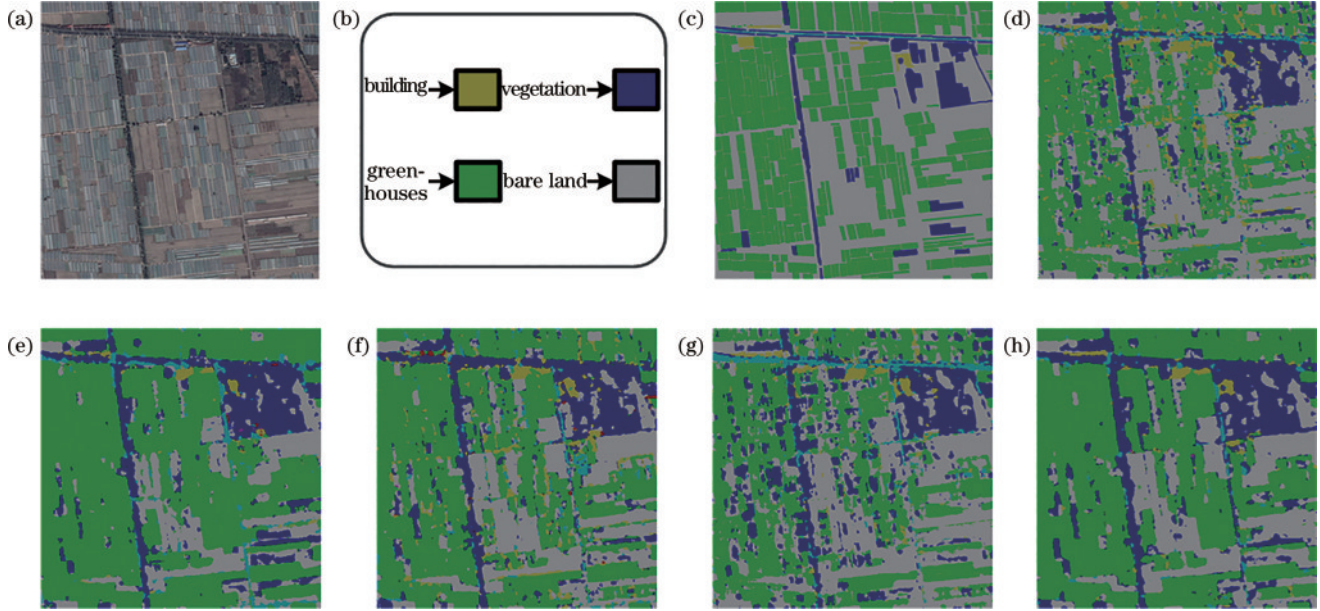 (a)
(b)
building
vegetation
green-
houses
bare land
(c)
(d)
(e)
(f)
(g)
(h)